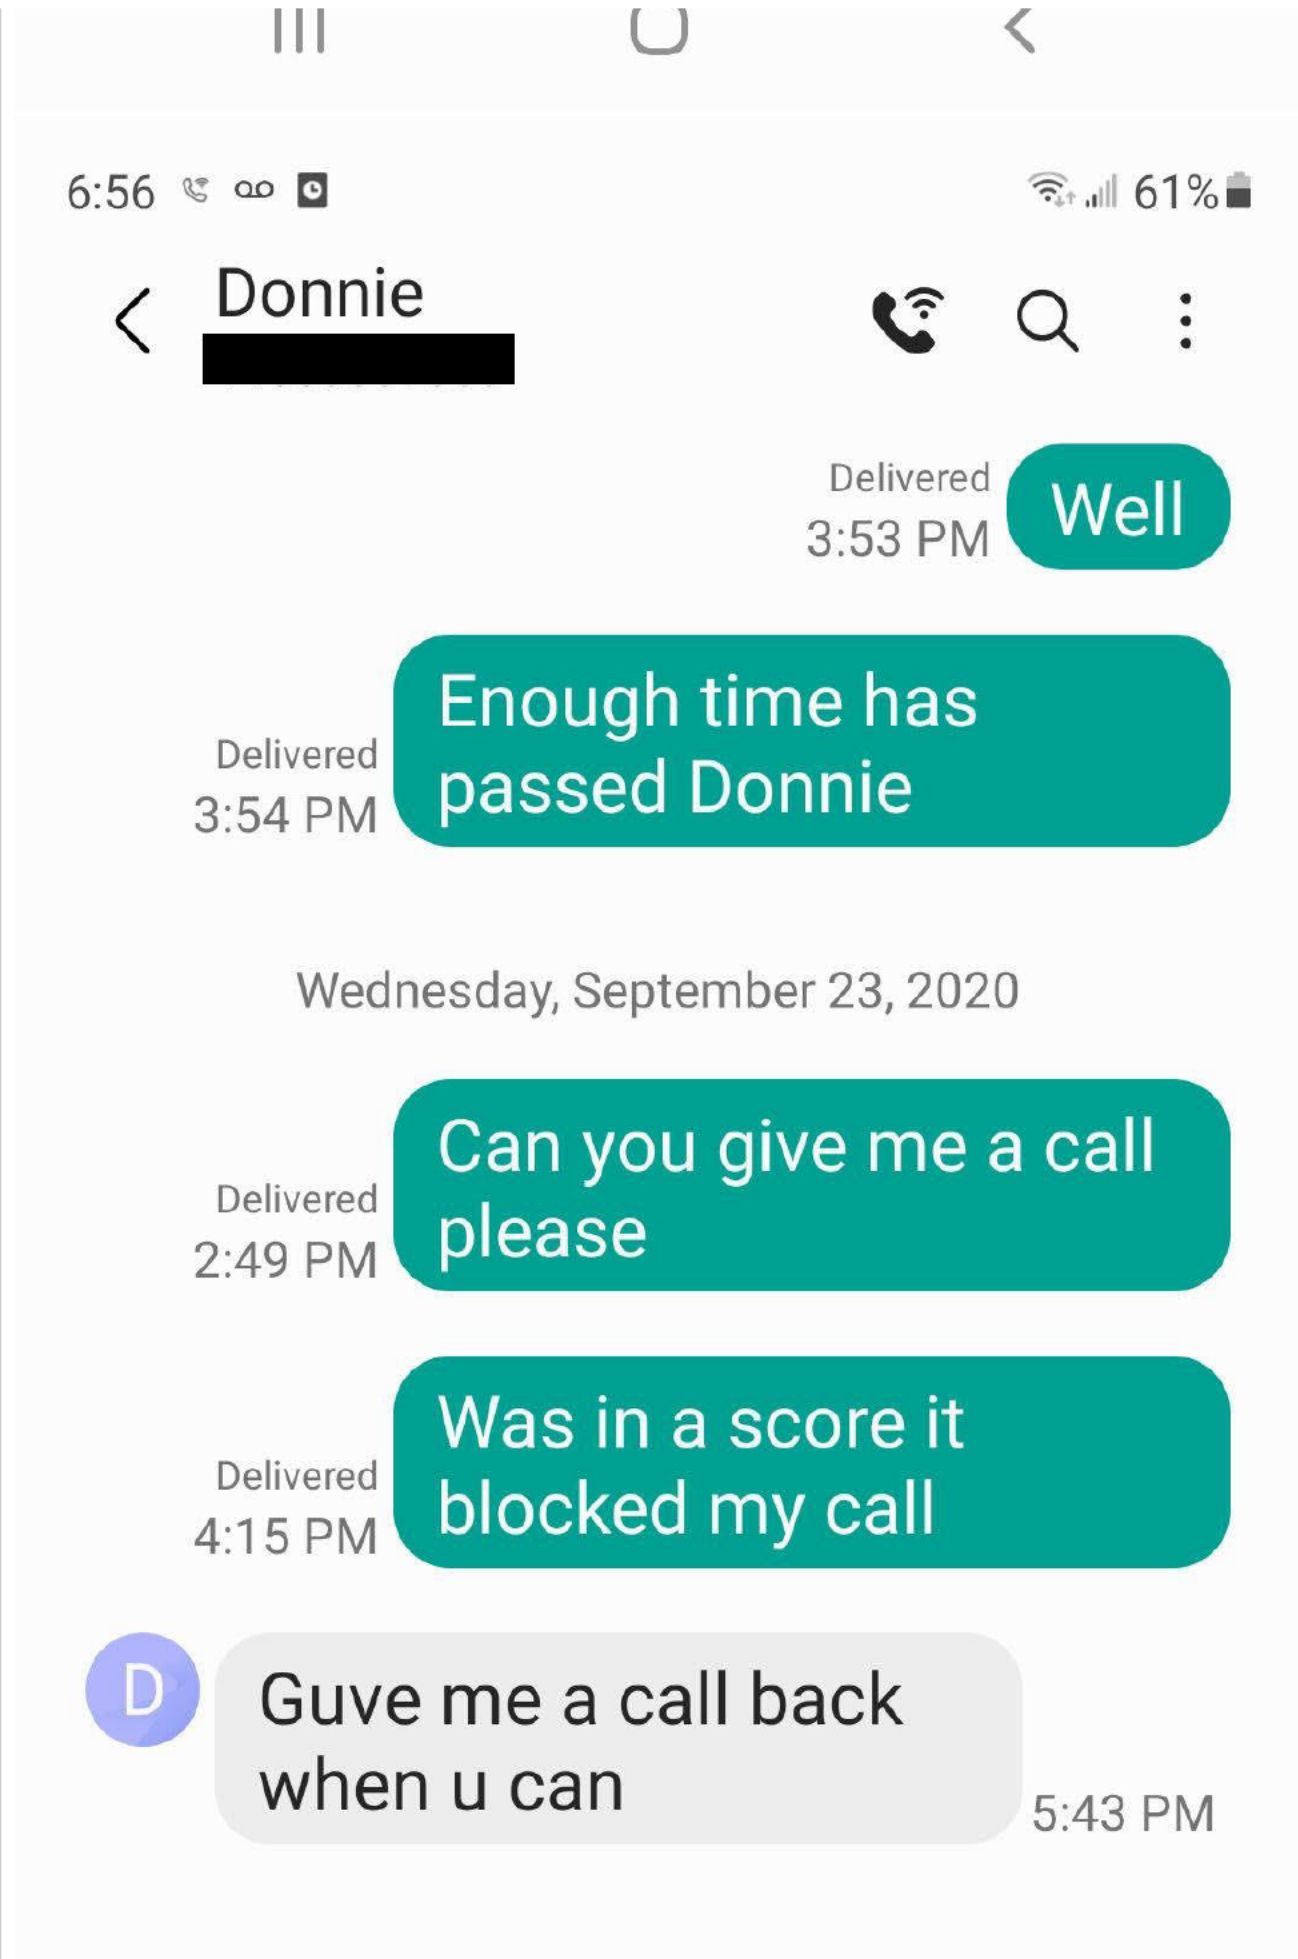 6:56 61%
Donnie
Delivered
3:53 PM
Well
Enough time has
passed Donnie
Delivered
3:54 PM
Wednesday, September 23, 2020
Can you give me a call
please
Delivered
2:49 PM
Was in a score it
blocked my call
Delivered
4:15 PM
D
Guve me a call back
when u can
5:43 PM